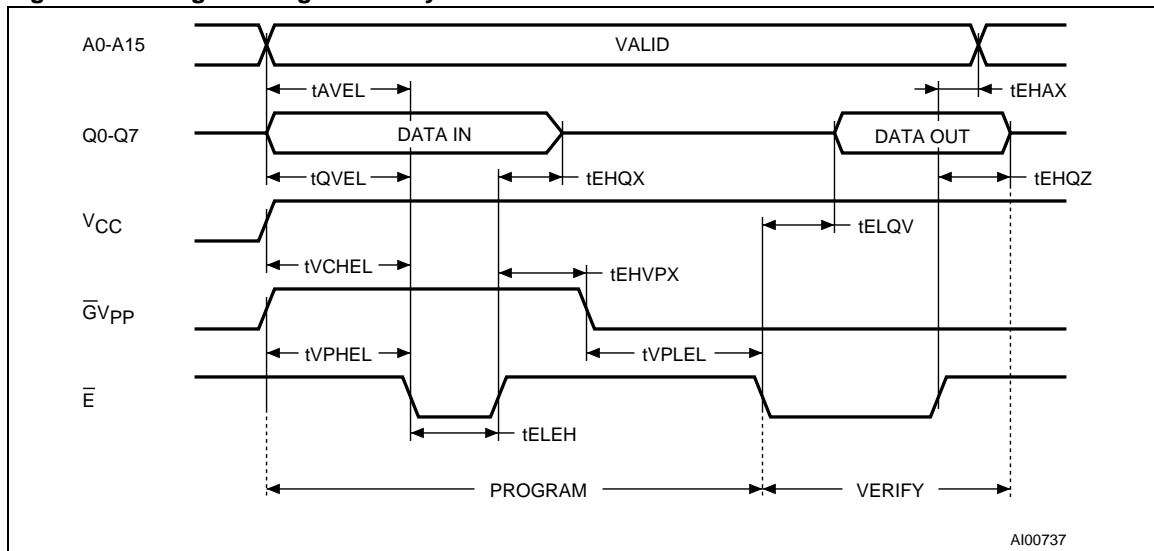 A0-A15
VALID
tAVEL
tEHAX
Q0-Q7
DATA IN
DATA OUT
tQVEL
tEHQX
tEHQZ
VCC
tELQV
tVCHEL
tEHVPX
G̅VPP
tVPHEL
tVPLEL
E̅
tELEH
PROGRAM
VERIFY
AI00737